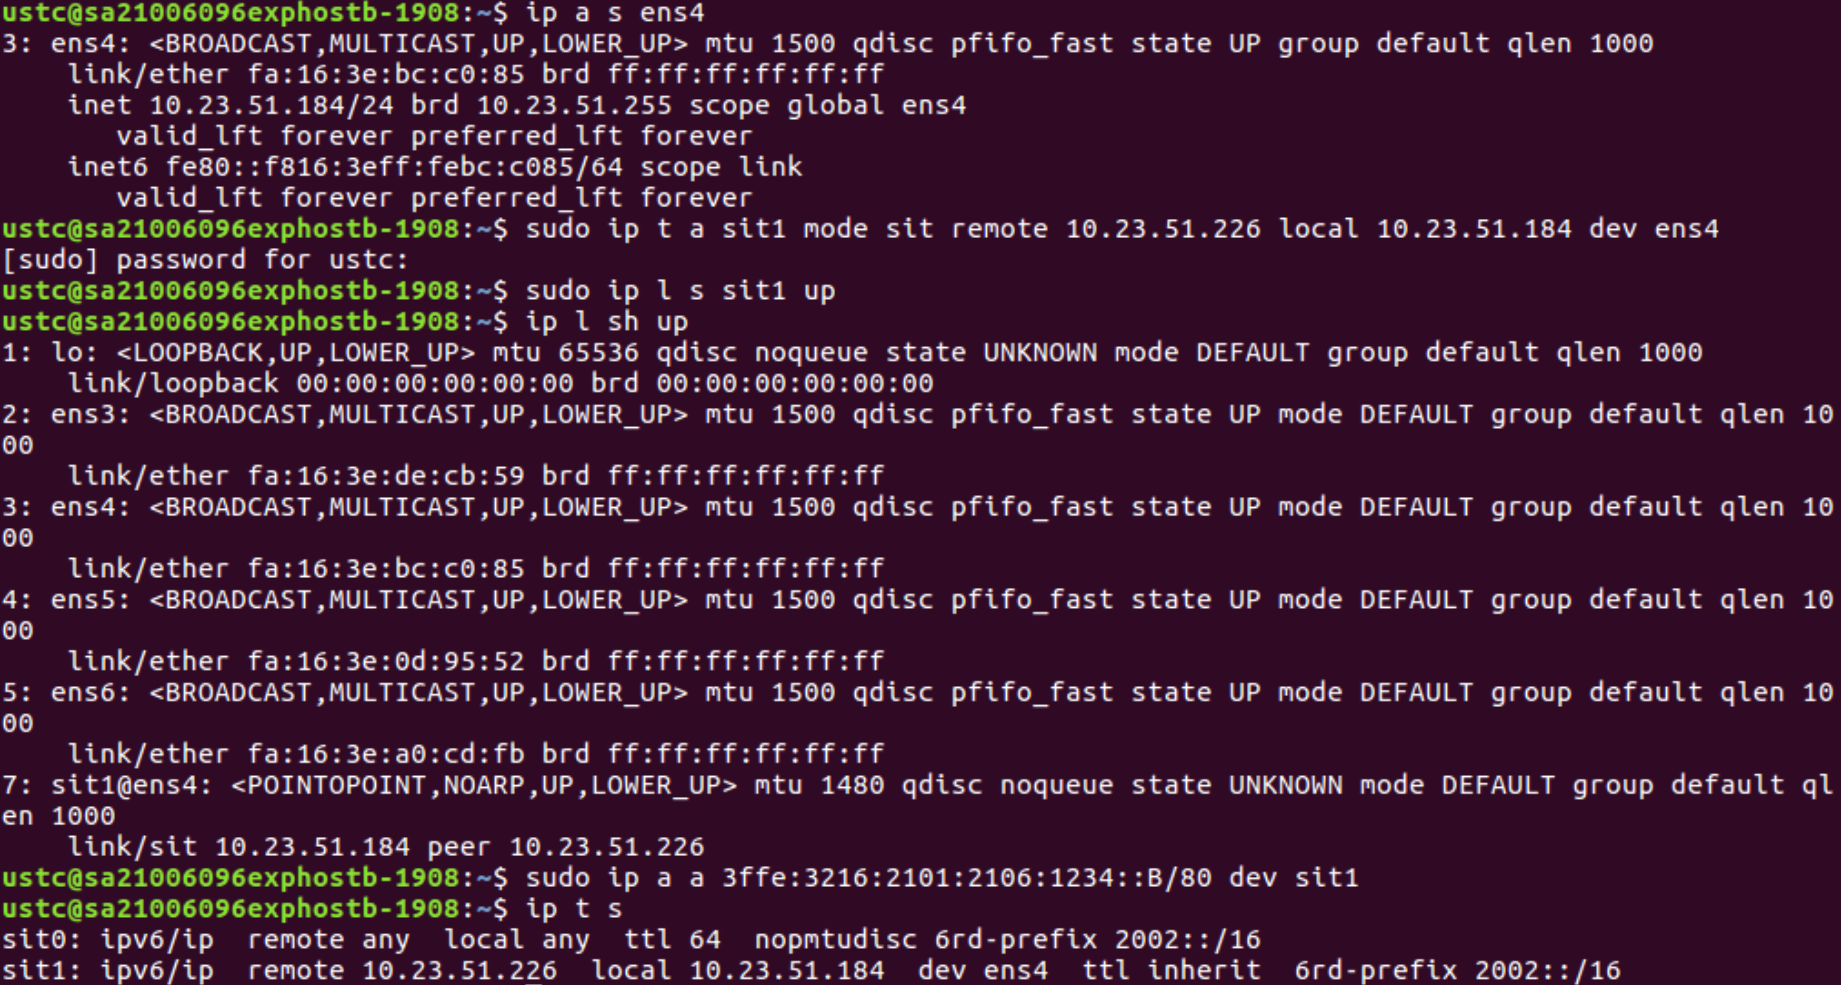 ustc@sa21006096exphostb-1908:~$ ip a s ens4
3: ens4: <BROADCAST,MULTICAST,UP,LOWER_UP> mtu 1500 qdisc pfifo_fast state UP group default qlen 1000
    link/ether fa:16:3e:bc:c0:85 brd ff:ff:ff:ff:ff:ff
    inet 10.23.51.184/24 brd 10.23.51.255 scope global ens4
       valid_lft forever preferred_lft forever
    inet6 fe80::f816:3eff:febc:c085/64 scope link
       valid_lft forever preferred_lft forever
ustc@sa21006096exphostb-1908:~$ sudo ip t a sit1 mode sit remote 10.23.51.226 local 10.23.51.184 dev ens4
[sudo] password for ustc:
ustc@sa21006096exphostb-1908:~$ sudo ip l s sit1 up
ustc@sa21006096exphostb-1908:~$ ip l sh up
1: lo: <LOOPBACK,UP,LOWER_UP> mtu 65536 qdisc noqueue state UNKNOWN mode DEFAULT group default qlen 1000
    link/loopback 00:00:00:00:00:00 brd 00:00:00:00:00:00
2: ens3: <BROADCAST,MULTICAST,UP,LOWER_UP> mtu 1500 qdisc pfifo_fast state UP mode DEFAULT group default qlen 10
00
    link/ether fa:16:3e:de:cb:59 brd ff:ff:ff:ff:ff:ff
3: ens4: <BROADCAST,MULTICAST,UP,LOWER_UP> mtu 1500 qdisc pfifo_fast state UP mode DEFAULT group default qlen 10
00
    link/ether fa:16:3e:bc:c0:85 brd ff:ff:ff:ff:ff:ff
4: ens5: <BROADCAST,MULTICAST,UP,LOWER_UP> mtu 1500 qdisc pfifo_fast state UP mode DEFAULT group default qlen 10
00
    link/ether fa:16:3e:0d:95:52 brd ff:ff:ff:ff:ff:ff
5: ens6: <BROADCAST,MULTICAST,UP,LOWER_UP> mtu 1500 qdisc pfifo_fast state UP mode DEFAULT group default qlen 10
00
    link/ether fa:16:3e:a0:cd:fb brd ff:ff:ff:ff:ff:ff
7: sit1@ens4: <POINTOPOINT,NOARP,UP,LOWER_UP> mtu 1480 qdisc noqueue state UNKNOWN mode DEFAULT group default ql
en 1000
    link/sit 10.23.51.184 peer 10.23.51.226
ustc@sa21006096exphostb-1908:~$ sudo ip a a 3ffe:3216:2101:2106:1234::B/80 dev sit1
ustc@sa21006096exphostb-1908:~$ ip t s
sit0: ipv6/ip  remote any  local any  ttl 64  nopmtudisc 6rd-prefix 2002::/16
sit1: ipv6/ip  remote 10.23.51.226  local 10.23.51.184  dev ens4  ttl inherit  6rd-prefix 2002::/16